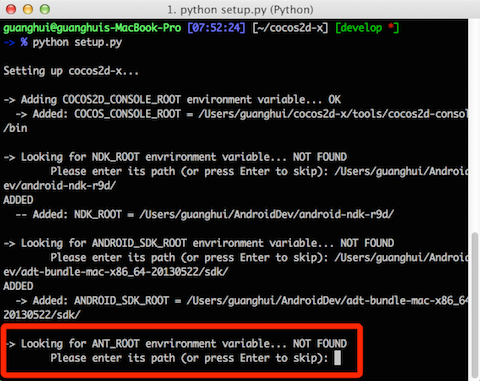 1. python setup.py (Python)
guanghui@guanghuis-MacBook-Pro [07:52:24] [~/cocos2d-x] [develop *]
-> % python setup.py
Setting up cocos2d-x...
-> Adding COCOS2D_CONSOLE_ROOT environment variable... OK
-> Added: COCOS_CONSOLE_ROOT = /Users/guanghui/cocos2d-x/tools/cocos2d-consol
/bin
-> Looking for NDK_ROOT envrironment variable... NOT FOUND
Please enter its path (or press Enter to skip): /Users/guanghui/Android
ev/android-ndk-r9d/
ADDED
-- Added: NDK_ROOT = /Users/guanghui/AndroidDev/android-ndk-r9d/
-> Looking for ANDROID_SDK_ROOT envrironment variable... NOT FOUND
Please enter its path (or press Enter to skip): /Users/guanghui/Android
ev/adt-bundle-mac-x86_64-20130522/sdk/
ADDED
-> Added: ANDROID_SDK_ROOT = /Users/guanghui/AndroidDev/adt-bundle-mac-x86_64
20130522/sdk/
-> Looking for ANT_ROOT envtironment variable... NOT FOUND
Please enter its path (or press Enter to skip):